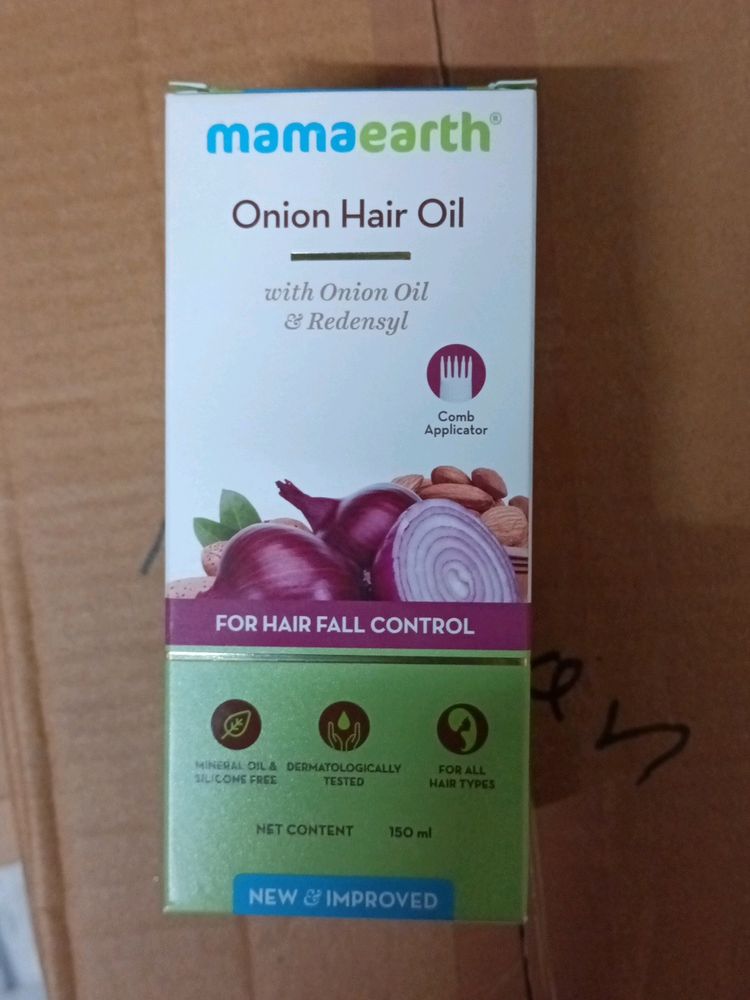 mamaearth®
Onion Hair Oil
with Onion Oil
& Redensyl
Comb
Applicator
FOR HAIR FALL CONTROL
MINERAL OIL &
SILICONE FREE
DERMATOLOGICALLY
TESTED
FOR ALL
HAIR TYPES
NET CONTENT 150 ml
NEW & IMPROVED